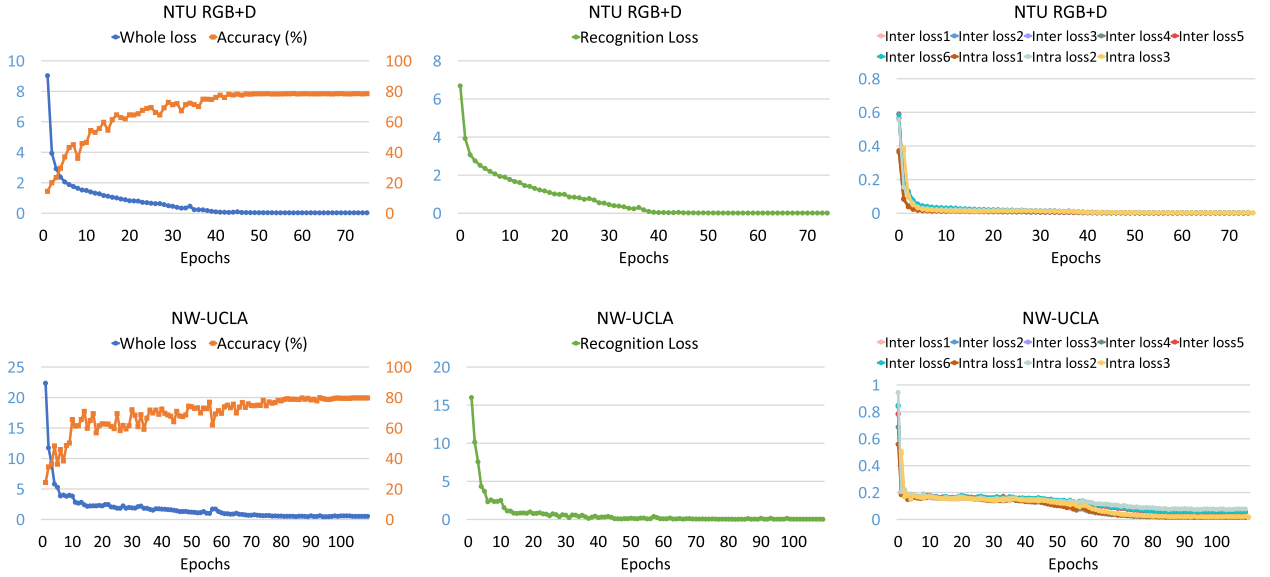 NTU RGB+D
Whole loss Accuracy (%)
10 100
8 80
6 60
4 40
2 20
0 0
0 10 20 30 40 50 60 70
Epochs
NTU RGB+D
Recognition Loss
8
6
4
2
0
0 10 20 30 40 50 60 70
Epochs
NTU RGB+D
Inter loss1 Inter loss2 Inter loss3 Inter loss4 Inter loss5
Inter loss6 Intra loss1 Intra loss2 Intra loss3
0.8
0.6
0.4
0.2
0
0 10 20 30 40 50 60 70
Epochs
NW-UCLA
Whole loss Accuracy (%)
25 100
20 80
15 60
10 40
5 20
0 0
0 10 20 30 40 50 60 70 80 90 100
Epochs
NW-UCLA
Recognition Loss
20
15
10
5
0
0 10 20 30 40 50 60 70 80 90 100
Epochs
NW-UCLA
Inter loss1 Inter loss2 Inter loss3 Inter loss4 Inter loss5
Inter loss6 Intra loss1 Intra loss2 Intra loss3
1
0.8
0.6
0.4
0.2
0
0 10 20 30 40 50 60 70 80 90 100
Epochs